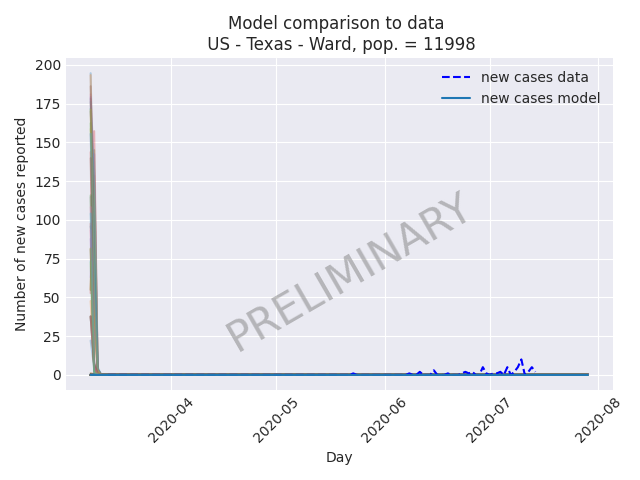 Model comparison to data
US - Texas - Ward, pop. = 11998
new cases data
new cases model
Number of new cases reported
200
175
150
125
100
75
50
25
0
PRELIMINARY
2020-04
2020-05
2020-06
2020-07
2020-08
Day